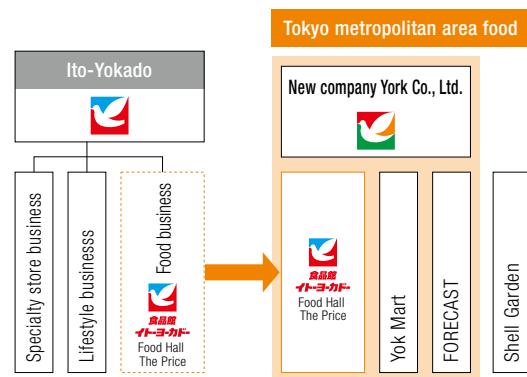 Tokyo metropolitan area food
Ito-Yokado
New company York Co., Ltd.
Specialty store business
Lifestyle businesss
Food business
食品館
イトーヨーカドー
Food Hall
The Price
食品館
イトーヨーカドー
Food Hall
The Price
Yok Mart
FORECAST
Shell Garden